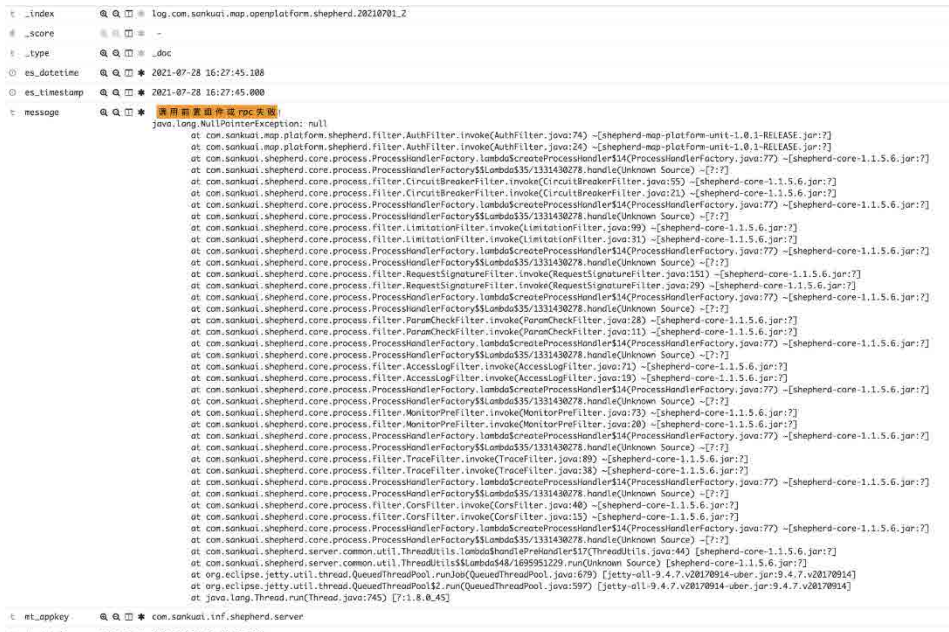 t _index log.com.sankuai.map.openplatform.shepherd.20210701_2
# _score -
t _type _doc
es_datetime 2021-07-28 16:27:45.108
es_timestamp 2021-07-28 16:27:45.000
t message 调用前置组件或rpc失败!
java.lang.NullPointerException: null
at com.sankuai.map.platform.shepherd.filter.AuthFilter.invoke(AuthFilter.java:74) ~[shepherd-map-platform-unit-1.0.1-RELEASE.jar:?]
at com.sankuai.map.platform.shepherd.filter.AuthFilter.invoke(AuthFilter.java:24) ~[shepherd-map-platform-unit-1.0.1-RELEASE.jar:?]
at com.sankuai.shepherd.core.process.ProcessHandlerFactory.lambda$createProcessHandler$14(ProcessHandlerFactory.java:77) ~[shepherd-core-1.1.5.6.jar:?]
at com.sankuai.shepherd.core.process.ProcessHandlerFactory$$Lambda$35/1331430278.handle(Unknown Source) ~[?:?]
at com.sankuai.shepherd.core.process.filter.CircuitBreakerFilter.invoke(CircuitBreakerFilter.java:55) ~[shepherd-core-1.1.5.6.jar:?]
at com.sankuai.shepherd.core.process.filter.CircuitBreakerFilter.invoke(CircuitBreakerFilter.java:21) ~[shepherd-core-1.1.5.6.jar:?]
at com.sankuai.shepherd.core.process.ProcessHandlerFactory.lambda$createProcessHandler$14(ProcessHandlerFactory.java:77) ~[shepherd-core-1.1.5.6.jar:?]
at com.sankuai.shepherd.core.process.ProcessHandlerFactory$$Lambda$35/1331430278.handle(Unknown Source) ~[?:?]
at com.sankuai.shepherd.core.process.filter.LimitationFilter.invoke(LimitationFilter.java:99) ~[shepherd-core-1.1.5.6.jar:?]
at com.sankuai.shepherd.core.process.filter.LimitationFilter.invoke(LimitationFilter.java:31) ~[shepherd-core-1.1.5.6.jar:?]
at com.sankuai.shepherd.core.process.ProcessHandlerFactory.lambda$createProcessHandler$14(ProcessHandlerFactory.java:77) ~[shepherd-core-1.1.5.6.jar:?]
at com.sankuai.shepherd.core.process.ProcessHandlerFactory$$Lambda$35/1331430278.handle(Unknown Source) ~[?:?]
at com.sankuai.shepherd.core.process.filter.RequestSignatureFilter.invoke(RequestSignatureFilter.java:151) ~[shepherd-core-1.1.5.6.jar:?]
at com.sankuai.shepherd.core.process.filter.RequestSignatureFilter.invoke(RequestSignatureFilter.java:29) ~[shepherd-core-1.1.5.6.jar:?]
at com.sankuai.shepherd.core.process.ProcessHandlerFactory.lambda$createProcessHandler$14(ProcessHandlerFactory.java:77) ~[shepherd-core-1.1.5.6.jar:?]
at com.sankuai.shepherd.core.process.ProcessHandlerFactory$$Lambda$35/1331430278.handle(Unknown Source) ~[?:?]
at com.sankuai.shepherd.core.process.filter.ParamCheckFilter.invoke(ParamCheckFilter.java:28) ~[shepherd-core-1.1.5.6.jar:?]
at com.sankuai.shepherd.core.process.filter.ParamCheckFilter.invoke(ParamCheckFilter.java:11) ~[shepherd-core-1.1.5.6.jar:?]
at com.sankuai.shepherd.core.process.ProcessHandlerFactory.lambda$createProcessHandler$14(ProcessHandlerFactory.java:77) ~[shepherd-core-1.1.5.6.jar:?]
at com.sankuai.shepherd.core.process.ProcessHandlerFactory$$Lambda$35/1331430278.handle(Unknown Source) ~[?:?]
at com.sankuai.shepherd.core.process.filter.AccessLogFilter.invoke(AccessLogFilter.java:71) ~[shepherd-core-1.1.5.6.jar:?]
at com.sankuai.shepherd.core.process.filter.AccessLogFilter.invoke(AccessLogFilter.java:19) ~[shepherd-core-1.1.5.6.jar:?]
at com.sankuai.shepherd.core.process.ProcessHandlerFactory.lambda$createProcessHandler$14(ProcessHandlerFactory.java:77) ~[shepherd-core-1.1.5.6.jar:?]
at com.sankuai.shepherd.core.process.ProcessHandlerFactory$$Lambda$35/1331430278.handle(Unknown Source) ~[?:?]
at com.sankuai.shepherd.core.process.filter.MonitorPreFilter.invoke(MonitorPreFilter.java:73) ~[shepherd-core-1.1.5.6.jar:?]
at com.sankuai.shepherd.core.process.filter.MonitorPreFilter.invoke(MonitorPreFilter.java:20) ~[shepherd-core-1.1.5.6.jar:?]
at com.sankuai.shepherd.core.process.ProcessHandlerFactory.lambda$createProcessHandler$14(ProcessHandlerFactory.java:77) ~[shepherd-core-1.1.5.6.jar:?]
at com.sankuai.shepherd.core.process.ProcessHandlerFactory$$Lambda$35/1331430278.handle(Unknown Source) ~[?:?]
at com.sankuai.shepherd.core.process.filter.TraceFilter.invoke(TraceFilter.java:89) ~[shepherd-core-1.1.5.6.jar:?]
at com.sankuai.shepherd.core.process.filter.TraceFilter.invoke(TraceFilter.java:38) ~[shepherd-core-1.1.5.6.jar:?]
at com.sankuai.shepherd.core.process.ProcessHandlerFactory.lambda$createProcessHandler$14(ProcessHandlerFactory.java:77) ~[shepherd-core-1.1.5.6.jar:?]
at com.sankuai.shepherd.core.process.ProcessHandlerFactory$$Lambda$35/1331430278.handle(Unknown Source) ~[?:?]
at com.sankuai.shepherd.core.process.filter.CorsFilter.invoke(CorsFilter.java:40) ~[shepherd-core-1.1.5.6.jar:?]
at com.sankuai.shepherd.core.process.filter.CorsFilter.invoke(CorsFilter.java:15) ~[shepherd-core-1.1.5.6.jar:?]
at com.sankuai.shepherd.core.process.ProcessHandlerFactory.lambda$createProcessHandler$14(ProcessHandlerFactory.java:77) ~[shepherd-core-1.1.5.6.jar:?]
at com.sankuai.shepherd.core.process.ProcessHandlerFactory$$Lambda$35/1331430278.handle(Unknown Source) ~[?:?]
at com.sankuai.shepherd.server.common.util.ThreadUtils.lambda$handlePreHandler$17(ThreadUtils.java:44) [shepherd-core-1.1.5.6.jar:?]
at com.sankuai.shepherd.server.common.util.ThreadUtils$$Lambda$48/1695951229.run(Unknown Source) [shepherd-core-1.1.5.6.jar:?]
at org.eclipse.jetty.util.thread.QueuedThreadPool.runJob(QueuedThreadPool.java:679) [jetty-all-9.4.7.v20170914-uber.jar:9.4.7.v20170914]
at org.eclipse.jetty.util.thread.QueuedThreadPool$2.run(QueuedThreadPool.java:597) [jetty-all-9.4.7.v20170914-uber.jar:9.4.7.v20170914]
at java.lang.Thread.run(Thread.java:745) [?:1.8.0_45]
t mt_appkey com.sankuai.inf.shepherd.server